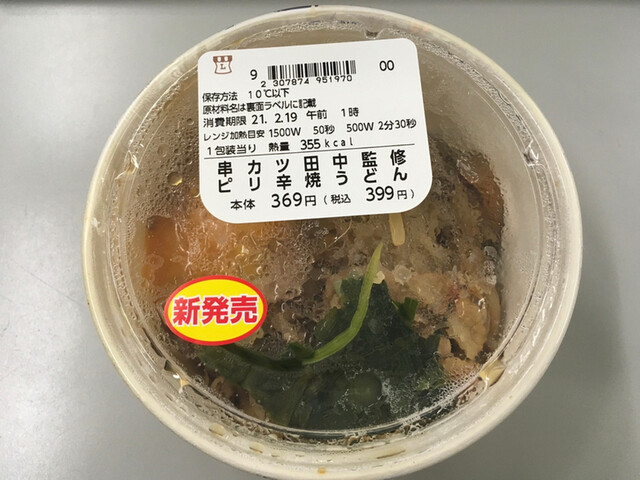 L
9 00
2 307874 951970
保存方法 10℃以下
原材料名は裏面ラベルに記載
消費期限 21. 2.19 午前 1時
レンジ加熱目安 1500W 50秒 500W 2分30秒
1包装当り 熱量 355kcal
串カツ田中監修
ピリ辛焼うどん
本体 369円(税込 399円)
新発売